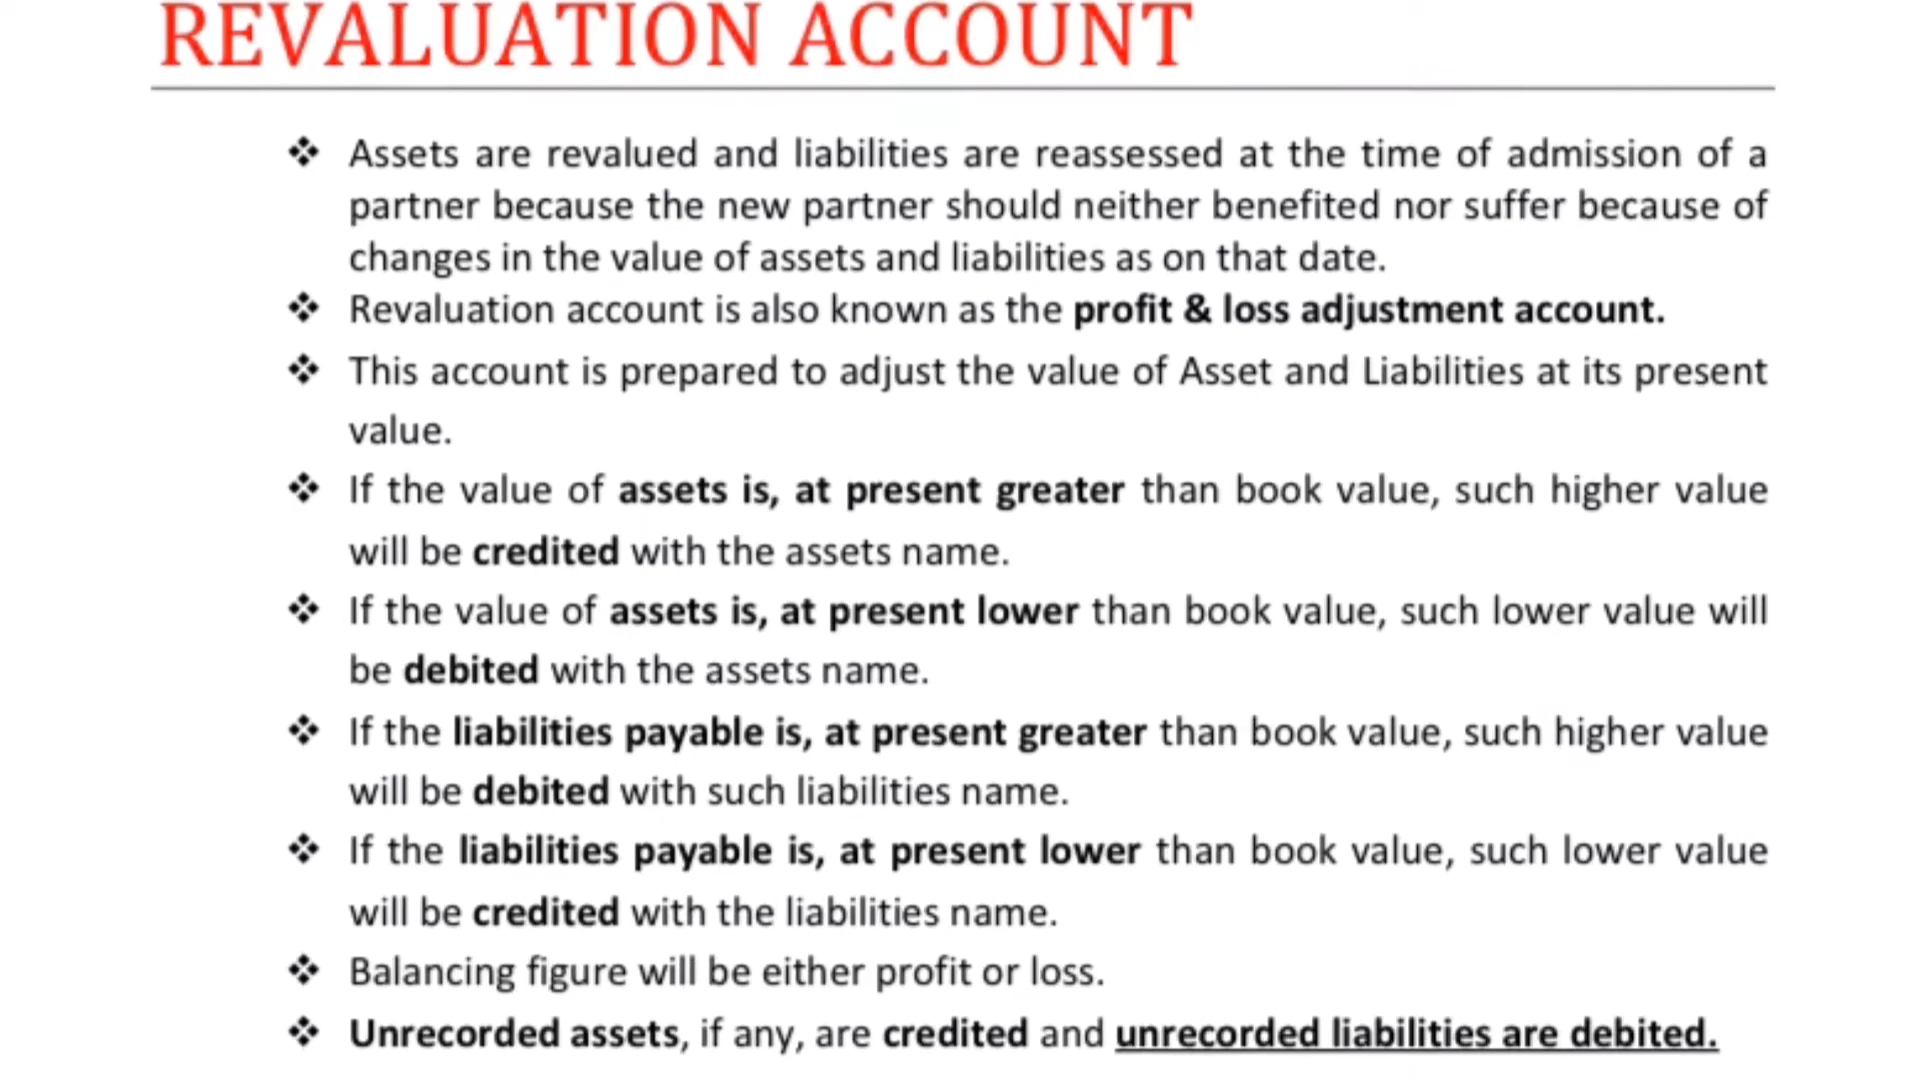 REVALUATION ACCOUNT
❖ Assets are revalued and liabilities are reassessed at the time of admission of a
partner because the new partner should neither benefited nor suffer because of
changes in the value of assets and liabilities as on that date.
❖ Revaluation account is also known as the profit & loss adjustment account.
❖ This account is prepared to adjust the value of Asset and Liabilities at its present
value.
❖ If the value of assets is, at present greater than book value, such higher value
will be credited with the assets name.
❖ If the value of assets is, at present lower than book value, such lower value will
be debited with the assets name.
❖ If the liabilities payable is, at present greater than book value, such higher value
will be debited with such liabilities name.
❖ If the liabilities payable is, at present lower than book value, such lower value
will be credited with the liabilities name.
❖ Balancing figure will be either profit or loss.
❖ Unrecorded assets, if any, are credited and unrecorded liabilities are debited.